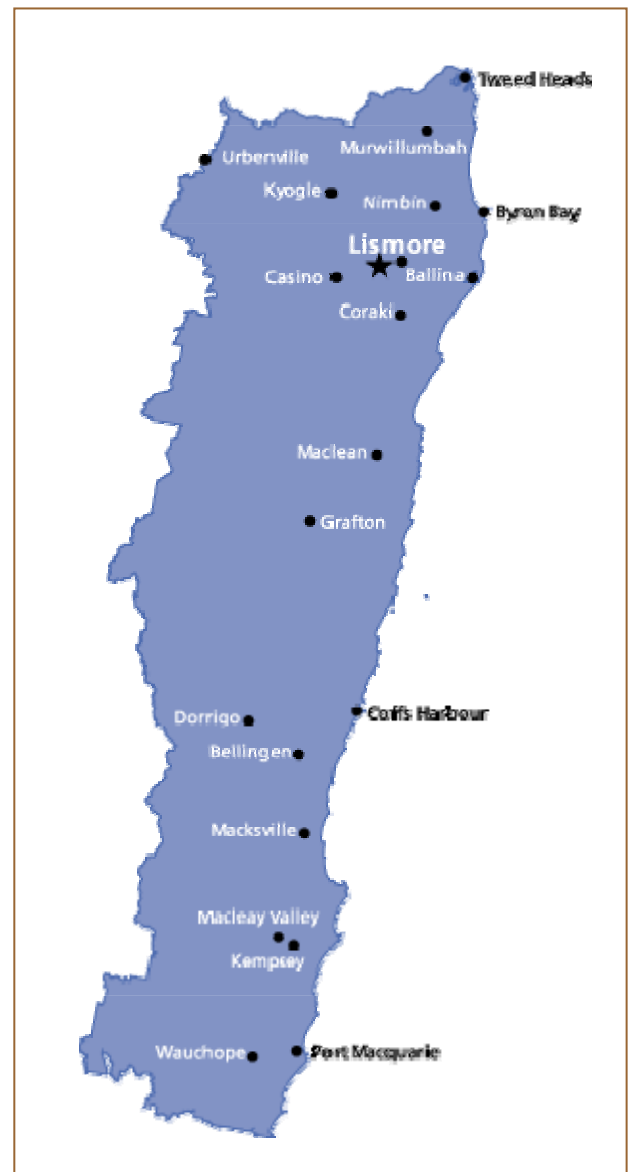 Tweed Heads
Murwillumbah
Urbenville
Kyogle
Nimbin
Byron Bay
Lismore
Casino
Ballina
Coraki
Maclean
Grafton
Dorrigo
Coffs Harbour
Bellingen
Macksville
Macleay Valley
Kempsey
Wauchope
Port Macquarie